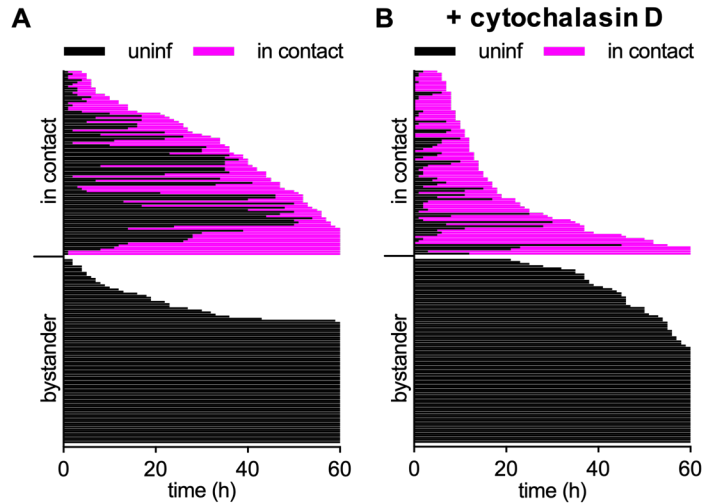 A
uninf
in contact
in contact
bystander
0
20
40
60
time (h)
B
+ cytochalasin D
uninf
in contact
in contact
bystander
0
20
40
60
time (h)